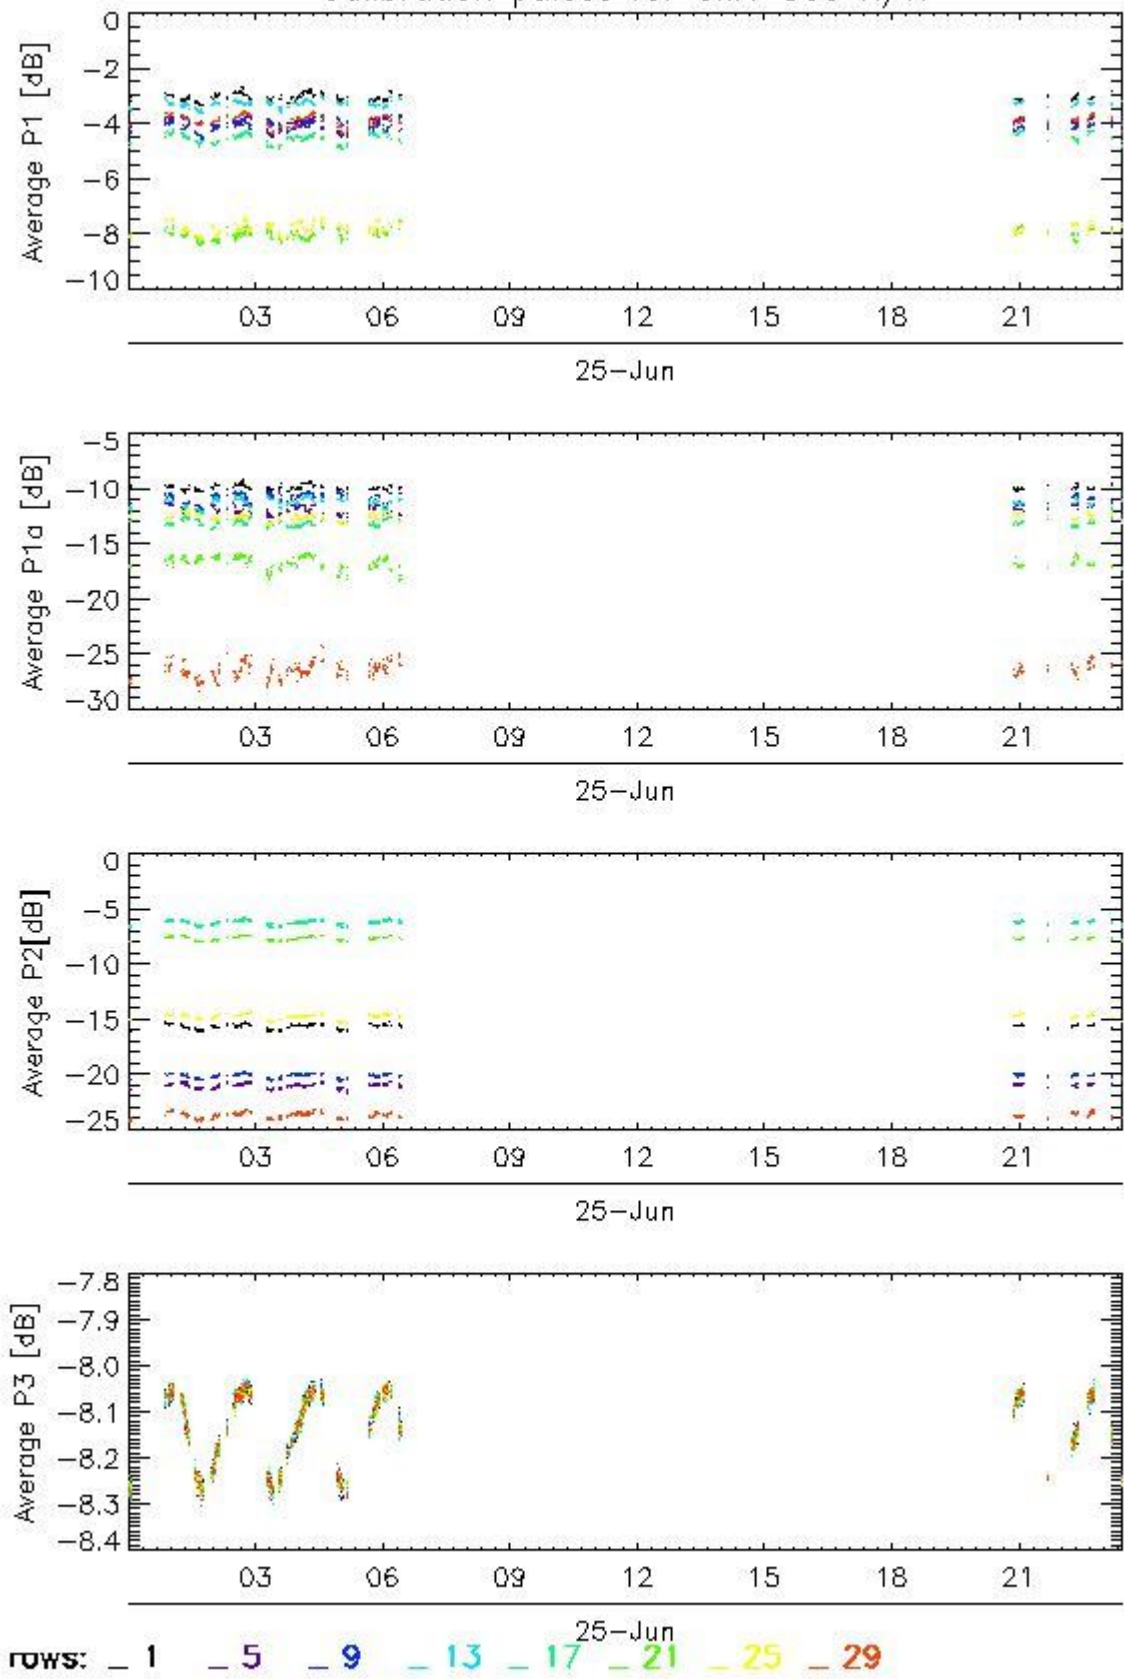 0
−2
−4
−6
−8
−10
Average P1 [dB]
03 06 09 12 15 18 21
25−Jun
−5
−10
−15
−20
−25
−30
Average P1a [dB]
03 06 09 12 15 18 21
25−Jun
0
−5
−10
−15
−20
−25
Average P2[dB]
03 06 09 12 15 18 21
25−Jun
−7.8
−7.9
−8.0
−8.1
−8.2
−8.3
−8.4
Average P3 [dB]
03 06 09 12 15 18 21
25−Jun
rows: _ 1 _ 5 _ 9 _ 13 _ 17 _ 21 _ 25 _ 29